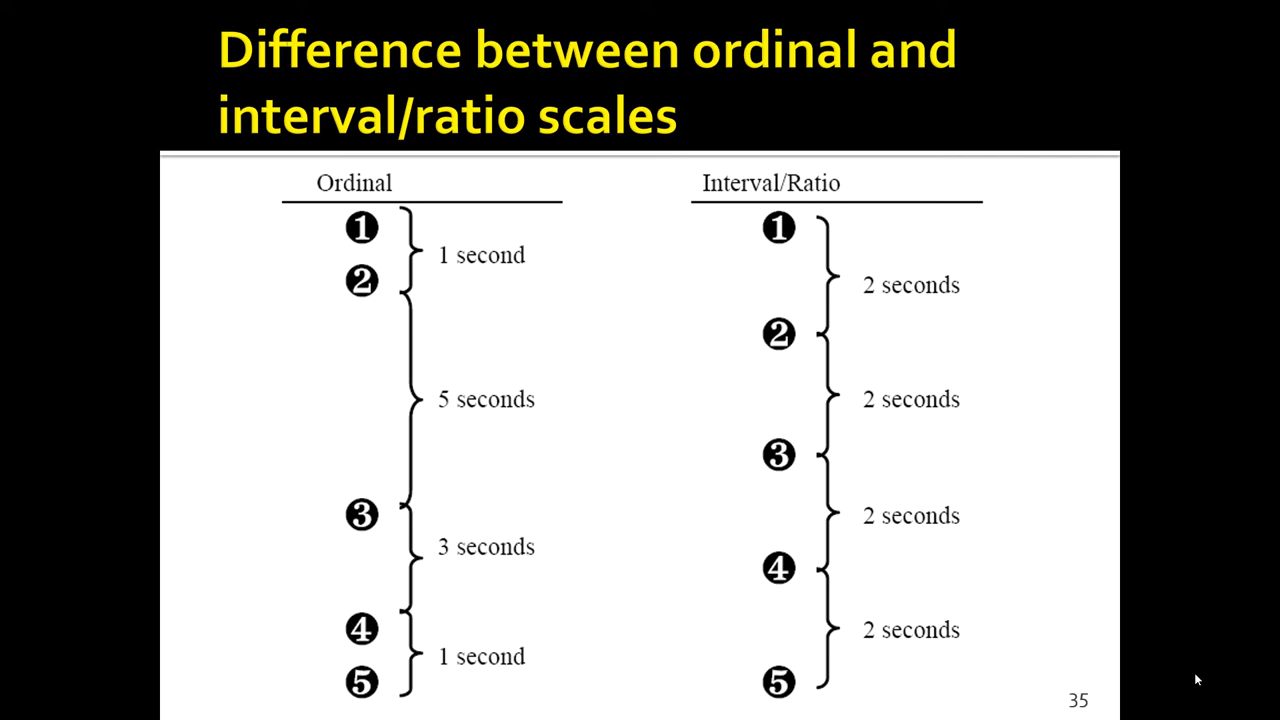 Difference between ordinal and
interval/ratio scales
Ordinal
1
1 second
2
5 seconds
3
3 seconds
4
1 second
5
Interval/Ratio
1
2 seconds
2
2 seconds
3
2 seconds
4
2 seconds
5
35